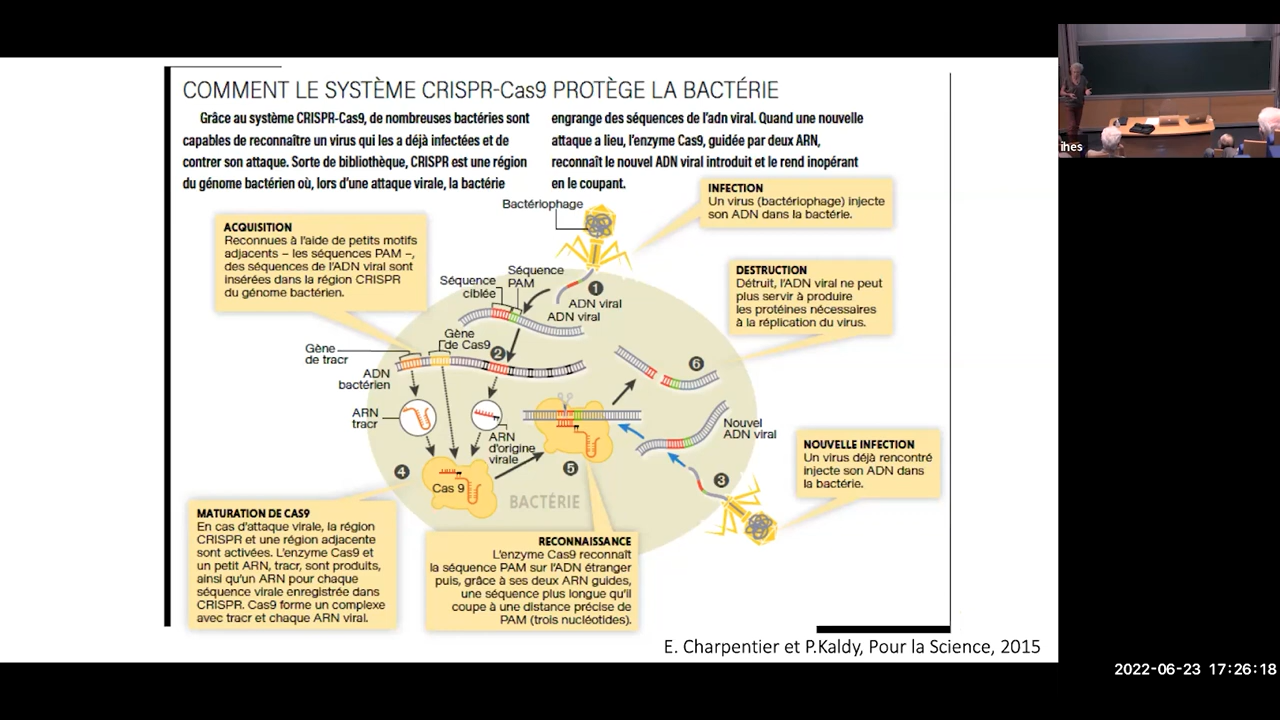 COMMENT LE SYSTÈME CRISPR-Cas9 PROTÈGE LA BACTÉRIE
Grâce au système CRISPR-Cas9, de nombreuses bactéries sont
capables de reconnaître un virus qui les a déjà infectées et de
contrer son attaque. Sorte de bibliothèque, CRISPR est une région
du génome bactérien où, lors d'une attaque virale, la bactérie
engrange des séquences de l'adn viral. Quand une nouvelle
attaque a lieu, l'enzyme Cas9, guidée par deux ARN,
reconnaît le nouvel ADN viral introduit et le rend inopérant
en le coupant.
Bactériophage
INFECTION
Un virus (bactériophage) injecte
son ADN dans la bactérie.
ACQUISITION
Reconnues à l'aide de petits motifs
adjacents – les séquences PAM –,
des séquences de l'ADN viral sont
insérées dans la région CRISPR
du génome bactérien.
DESTRUCTION
Détruit, l'ADN viral ne peut
plus servir à produire
les protéines nécessaires
à la réplication du virus.
Séquence
ciblée
Séquence
PAM
1
ADN viral
ADN viral
Gène
de tracr
Gène
de Cas9
2
ADN
bactérien
6
ARN
tracr
ARN
d'origine
virale
Nouvel
ADN viral
4
Cas 9
5
3
BACTÉRIE
NOUVELLE INFECTION
Un virus déjà rencontré
injecte son ADN dans
la bactérie.
MATURATION DE CAS9
En cas d'attaque virale, la région
CRISPR et une région adjacente
sont activées. L'enzyme Cas9 et
un petit ARN, tracr, sont produits,
ainsi qu'un ARN pour chaque
séquence virale enregistrée dans
CRISPR. Cas9 forme un complexe
avec tracr et chaque ARN viral.
RECONNAISSANCE
L'enzyme Cas9 reconnaît
la séquence PAM sur l'ADN étranger
puis, grâce à ses deux ARN guides,
une séquence plus longue qu'il
coupe à une distance précise de
PAM (trois nucléotides).
E. Charpentier et P.Kaldy, Pour la Science, 2015
ihes
2022-06-23 17:26:18